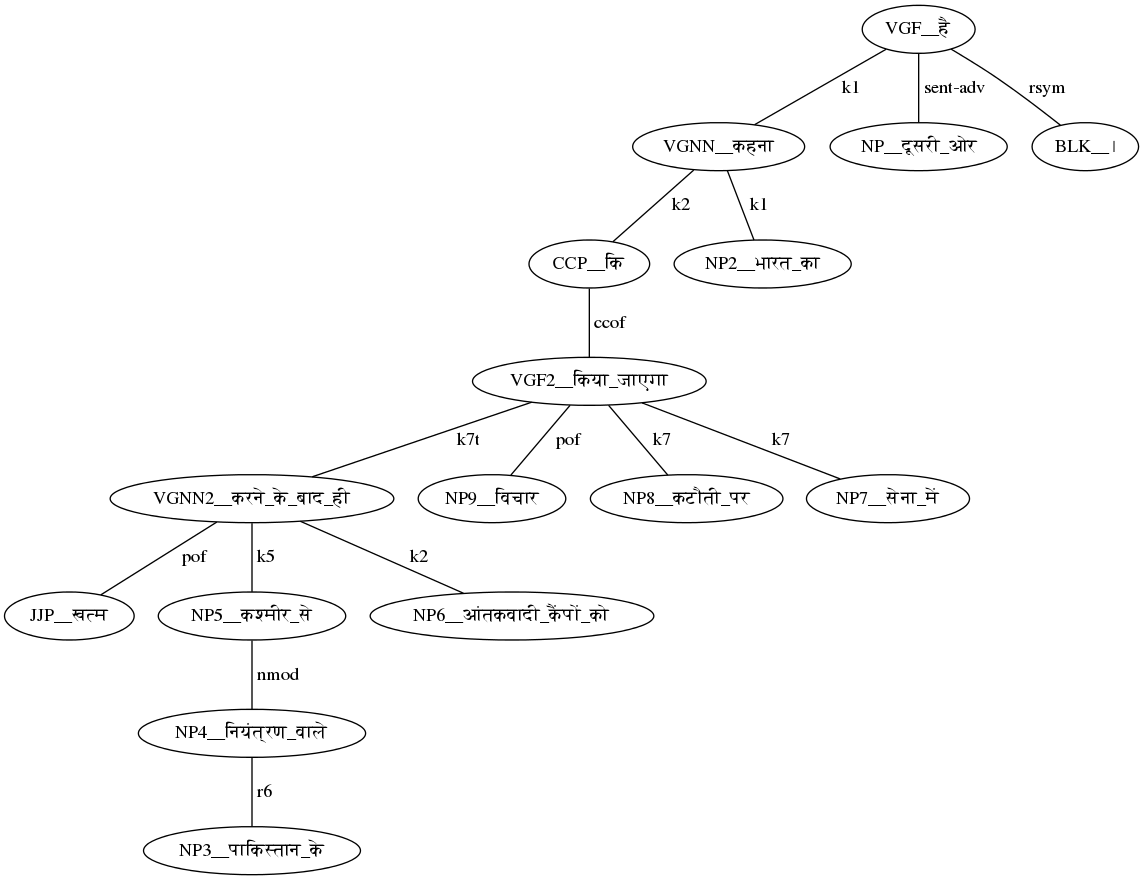 VGF__है
k1 sent-adv rsym
VGNN__कहना NP__दूसरी_ओर BLK__।
k2 k1
CCP__कि NP2__भारत_का
ccof
VGF2__किया_जाएगा
k7t pof k7 k7
VGNN2__करने_के_बाद_ही NP9__विचार NP8__कटौती_पर NP7__सेना_में
pof k5 k2
JJP__खत्म NP5__कश्मीर_से NP6__आंतकवादी_कैंपों_को
nmod
NP4__नियंत्रण_वाले
r6
NP3__पाकिस्तान_के